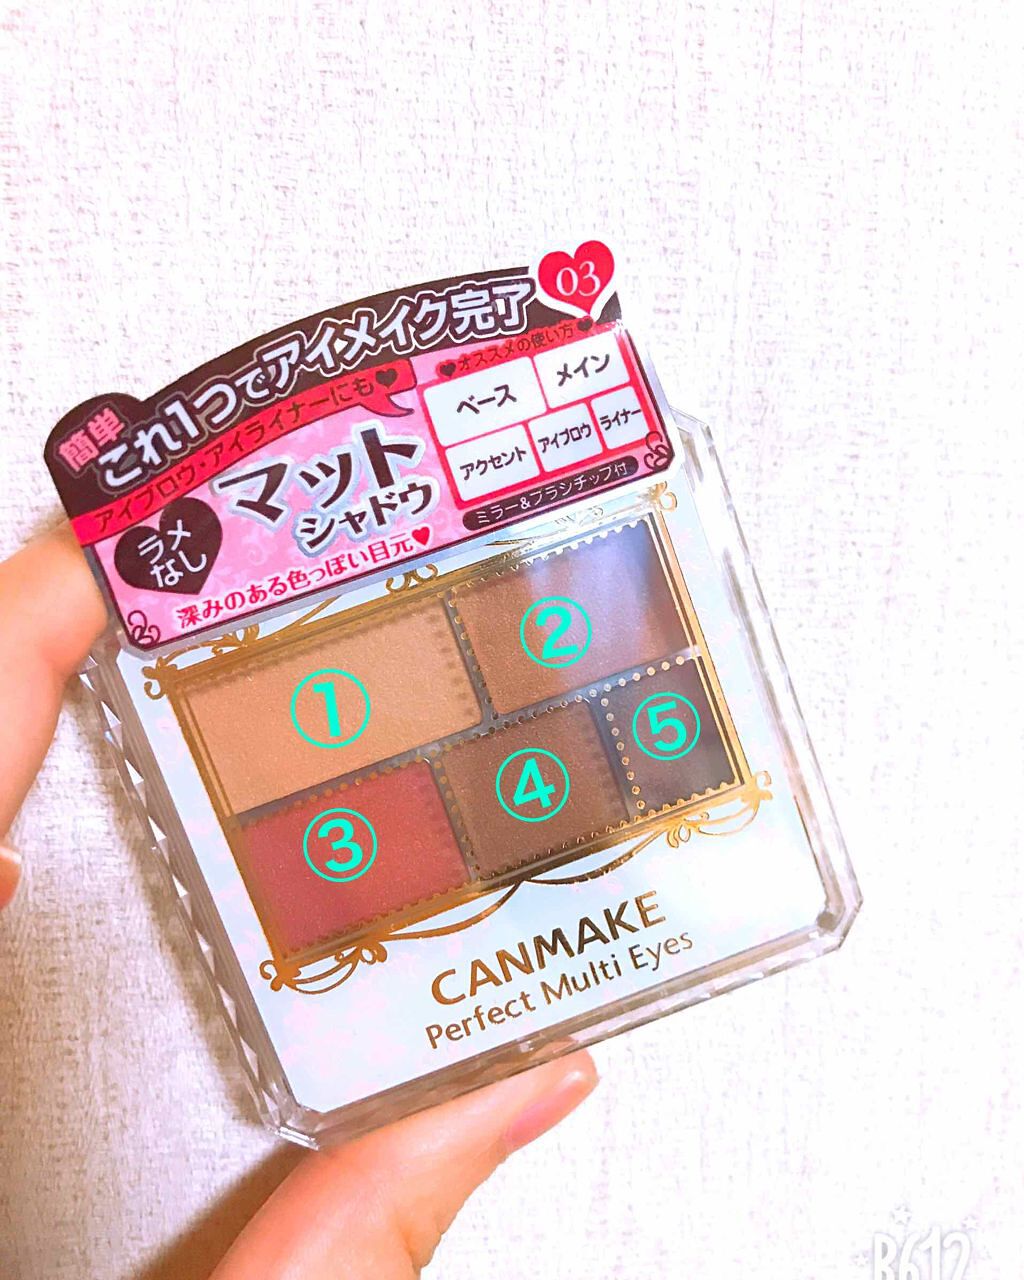 03
簡単
これ1つでアイメイク完了
アイブロウ・アイライナーにも♥
ラメ
なし
マット
シャドウ
深みのある色っぽい目元♥
♥オススメの使い方♥
ベース
メイン
アクセント
アイブロウ
ライナー
ミラー&ブラシチップ付
①
②
③
④
⑤
CANMAKE
Perfect Multi Eyes
B612